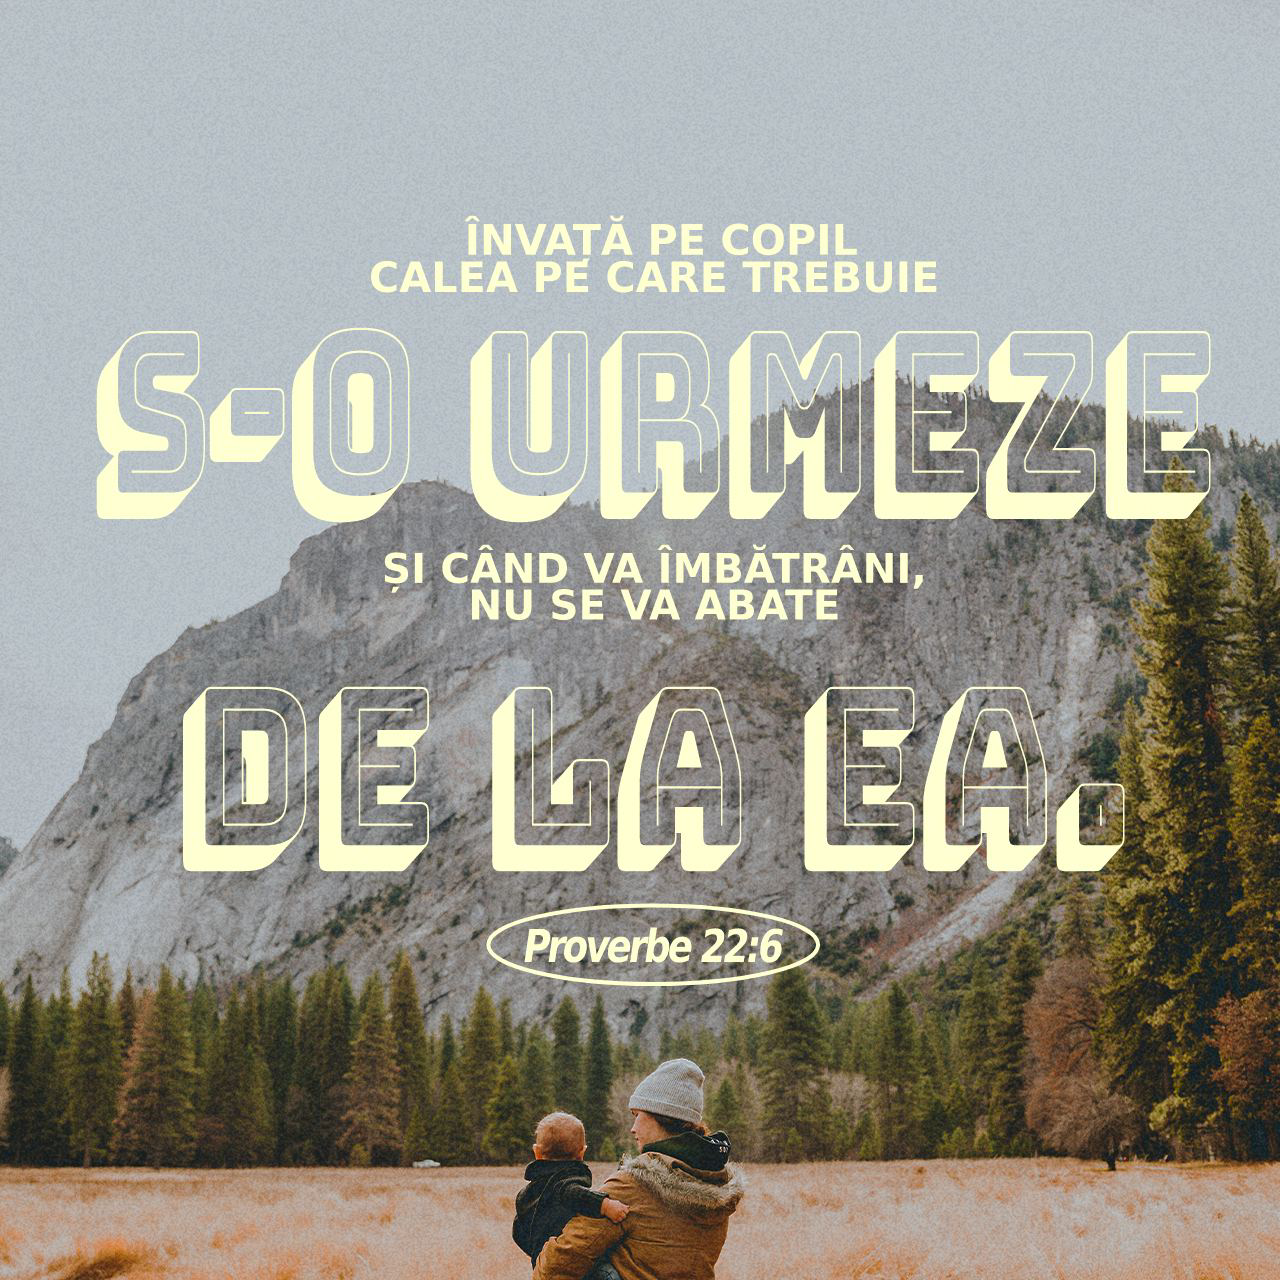 ÎNVAȚĂ PE COPIL
CALEA PE CARE TREBUIE
S-O URMEZE
ȘI CÂND VA ÎMBĂTRÂNI,
NU SE VA ABATE
DE LA EA.
Proverbe 22:6